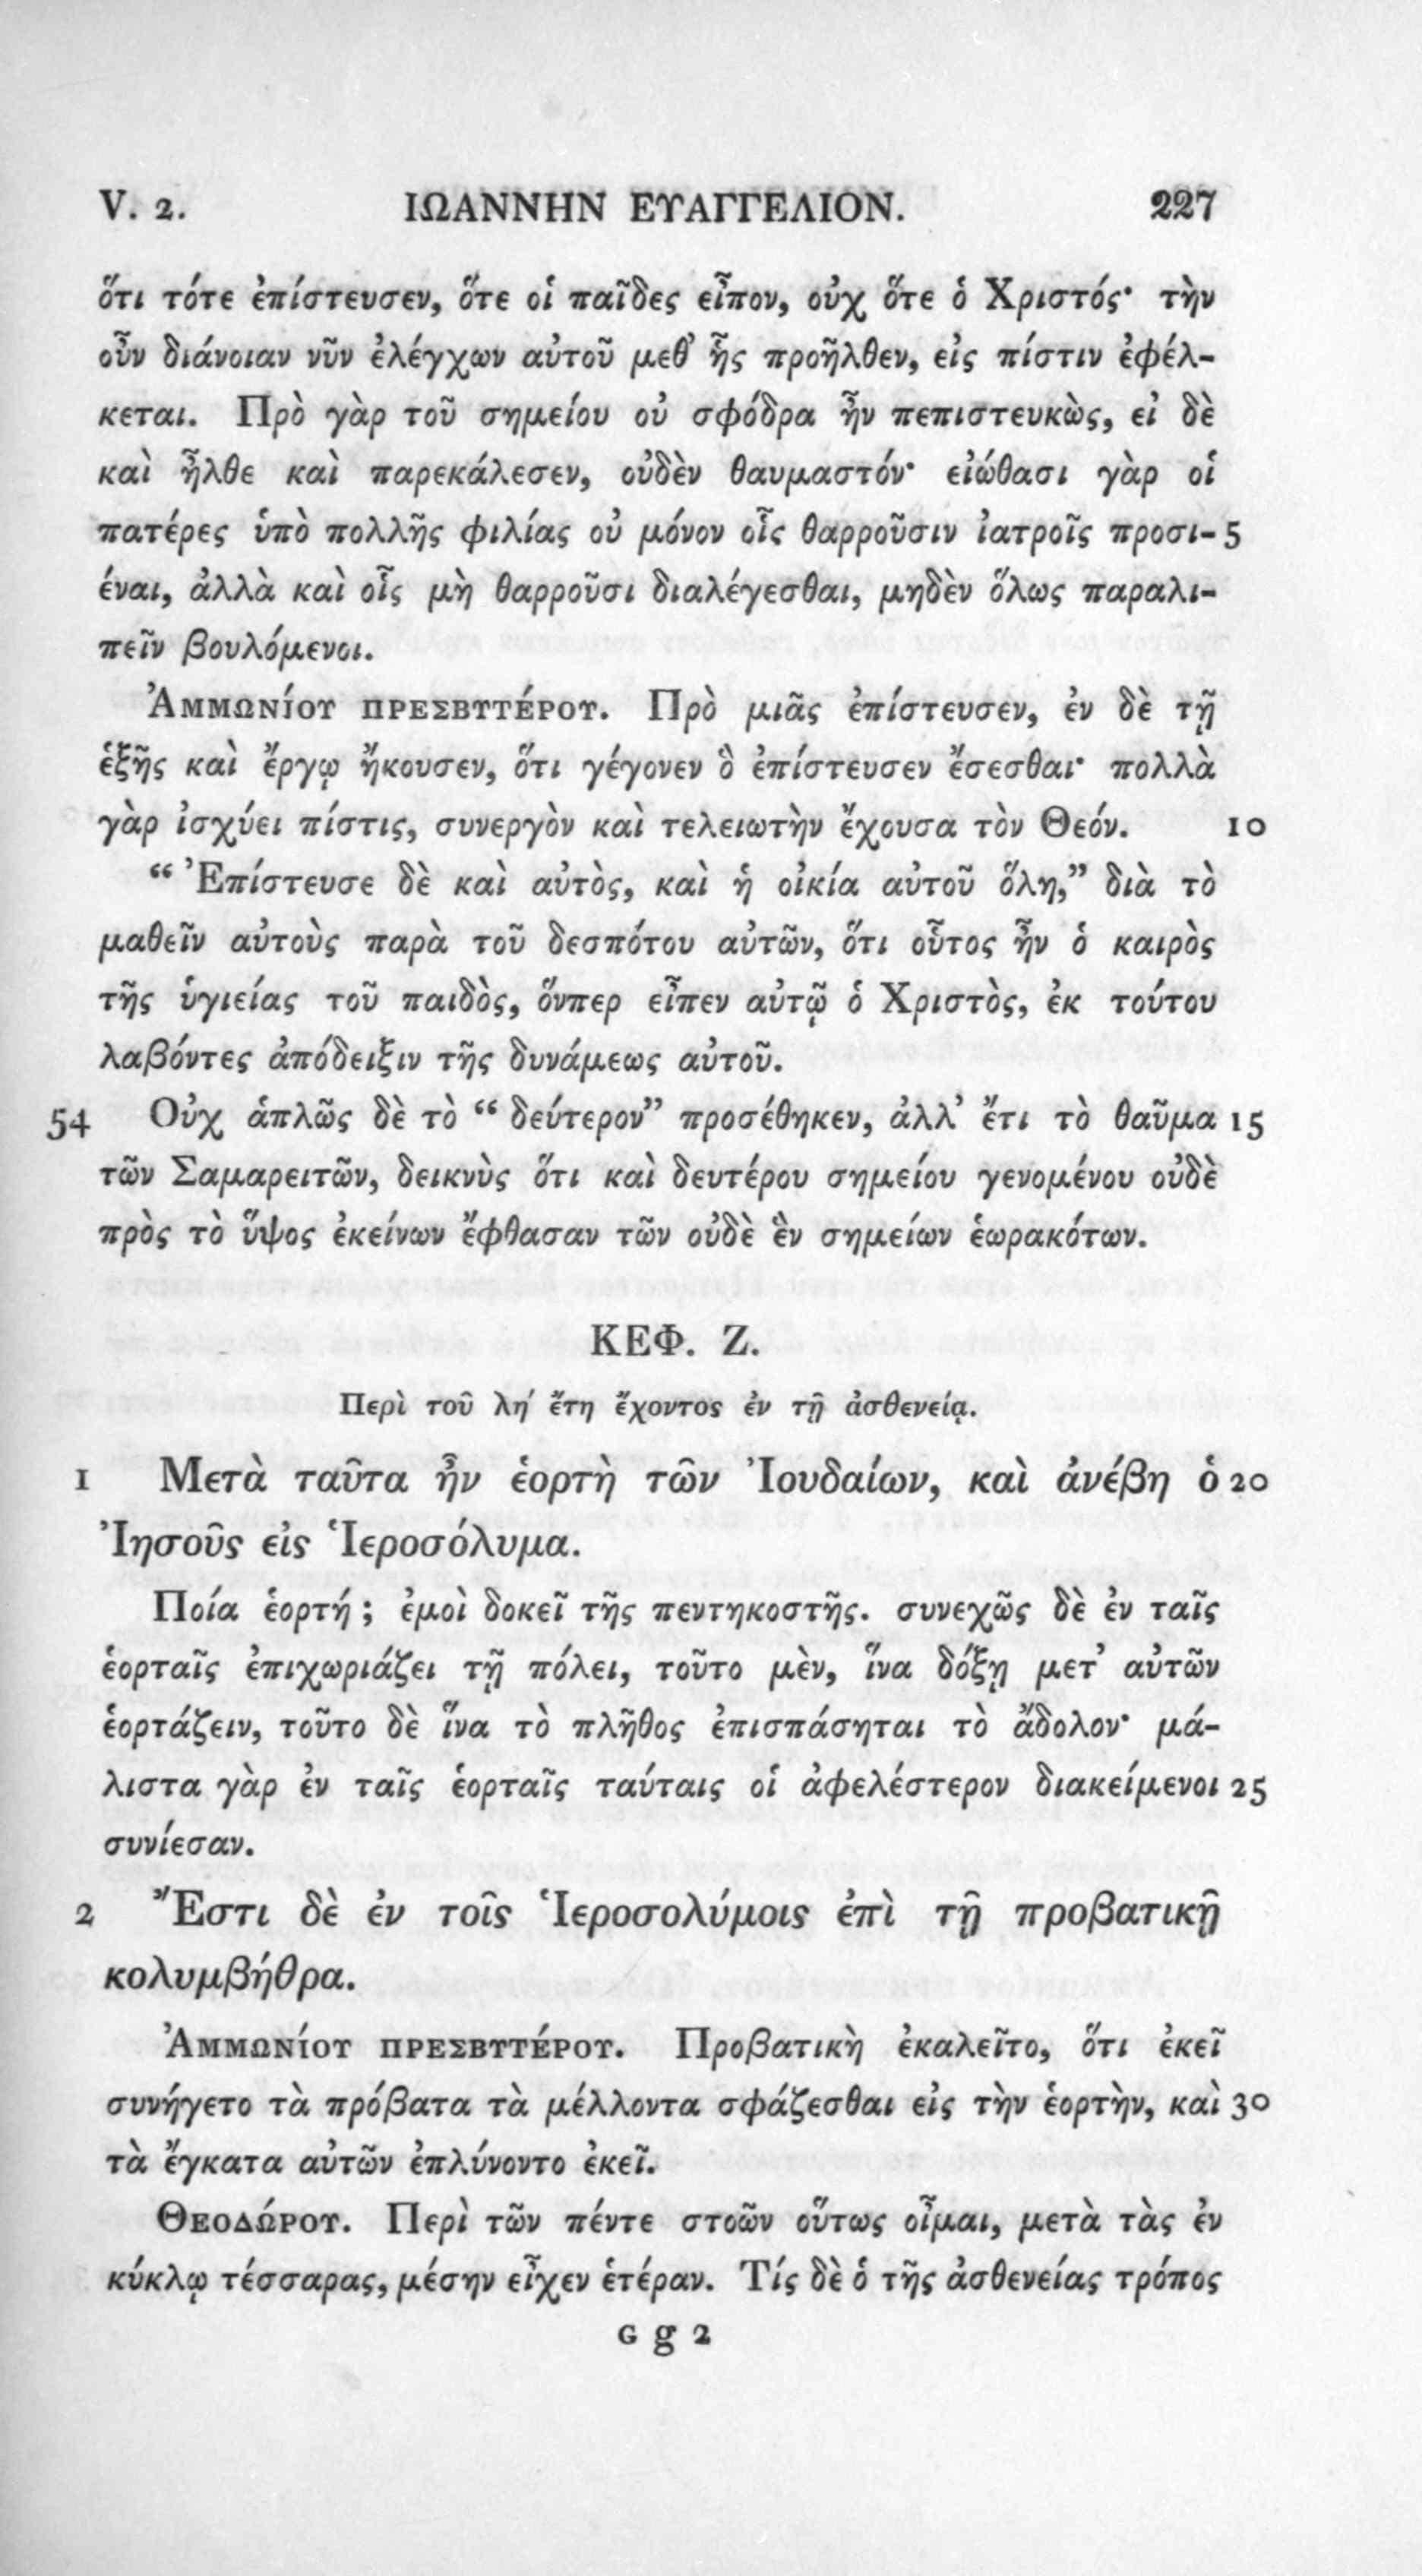 V. 2. ΙΩΑΝΝΗΝ ΕΥΑΓΓΕΛΙΟΝ. 227
ὅτι τότε ἐπίστευσεν, ὅτε οἱ παῖδες εἶπον, οὐχ ὅτε ὁ Χριστός· τὴν
οὖν διάνοιαν νῦν ἐλέγχων αὐτοῦ μεθ’ ἧς προῆλθεν, εἰς πίστιν ἐφέλ-
κεται. Πρὸ γὰρ τοῦ σημείου οὐ σφόδρα ἦν πεπιστευκὼς, εἰ δὲ
καὶ ἦλθε καὶ παρεκάλεσεν, οὐδὲν θαυμαστόν· εἰώθασι γὰρ οἱ
πατέρες ὑπὸ πολλῆς φιλίας οὐ μόνον οἷς θαρροῦσιν ἰατροῖς προσι- 5
έναι, ἀλλὰ καὶ οἷς μὴ θαρροῦσι διαλέγεσθαι, μηδὲν ὅλως παραλι-
πεῖν βουλόμενοι.
Ἀμμωνίου πρεσβυτέρου. Πρὸ μιᾶς ἐπίστευσεν, ἐν δὲ τῇ
ἑξῆς καὶ ἔργῳ ἤκουσεν, ὅτι γέγονεν ὃ ἐπίστευσεν ἔσεσθαι· πολλὰ
γὰρ ἰσχύει πίστις, συνεργὸν καὶ τελειωτὴν ἔχουσα τὸν Θεόν. 10
“ Ἐπίστευσε δὲ καὶ αὐτὸς, καὶ ἡ οἰκία αὐτοῦ ὅλη,” διὰ τὸ
μαθεῖν αὐτοὺς παρὰ τοῦ δεσπότου αὐτῶν, ὅτι οὗτος ἦν ὁ καιρὸς
τῆς ὑγιείας τοῦ παιδὸς, ὅνπερ εἶπεν αὐτῷ ὁ Χριστὸς, ἐκ τούτου
λαβόντες ἀπόδειξιν τῆς δυνάμεως αὐτοῦ.
54 Οὐχ ἁπλῶς δὲ τὸ “ δεύτερον” προσέθηκεν, ἀλλ’ ἔτι τὸ θαῦμα 15
τῶν Σαμαρειτῶν, δεικνὺς ὅτι καὶ δευτέρου σημείου γενομένου οὐδὲ
πρὸς τὸ ὕψος ἐκείνων ἔφθασαν τῶν οὐδὲ ἓν σημείων ἑωρακότων.
ΚΕΦ. Ζ.
Περὶ τοῦ λη′ ἔτη ἔχοντος ἐν τῇ ἀσθενείᾳ.
1 Μετὰ ταῦτα ἦν ἑορτὴ τῶν Ἰουδαίων, καὶ ἀνέβη ὁ 20
Ἰησοῦς εἰς Ἱεροσόλυμα.
Ποία ἑορτή ; ἐμοὶ δοκεῖ τῆς πεντηκοστῆς. συνεχῶς δὲ ἐν ταῖς
ἑορταῖς ἐπιχωριάζει τῇ πόλει, τοῦτο μὲν, ἵνα δόξῃ μετ’ αὐτῶν
ἑορτάζειν, τοῦτο δὲ ἵνα τὸ πλῆθος ἐπισπάσηται τὸ ἄδολον· μά-
λιστα γὰρ ἐν ταῖς ἑορταῖς ταύταις οἱ ἀφελέστερον διακείμενοι 25
συνίεσαν.
2 Ἔστι δὲ ἐν τοῖς Ἱεροσολύμοις ἐπὶ τῇ προβατικῇ
κολυμβήθρα.
Ἀμμωνίου πρεσβυτέρου. Προβατικὴ ἐκαλεῖτο, ὅτι ἐκεῖ
συνήγετο τὰ πρόβατα τὰ μέλλοντα σφάζεσθαι εἰς τὴν ἑορτὴν, καὶ 30
τὰ ἔγκατα αὐτῶν ἐπλύνοντο ἐκεῖ.
Θεοδώρου. Περὶ τῶν πέντε στοῶν οὕτως οἶμαι, μετὰ τὰς ἐν
κύκλῳ τέσσαρας, μέσην εἶχεν ἑτέραν. Τίς δὲ ὁ τῆς ἀσθενείας τρόπος
G g 2